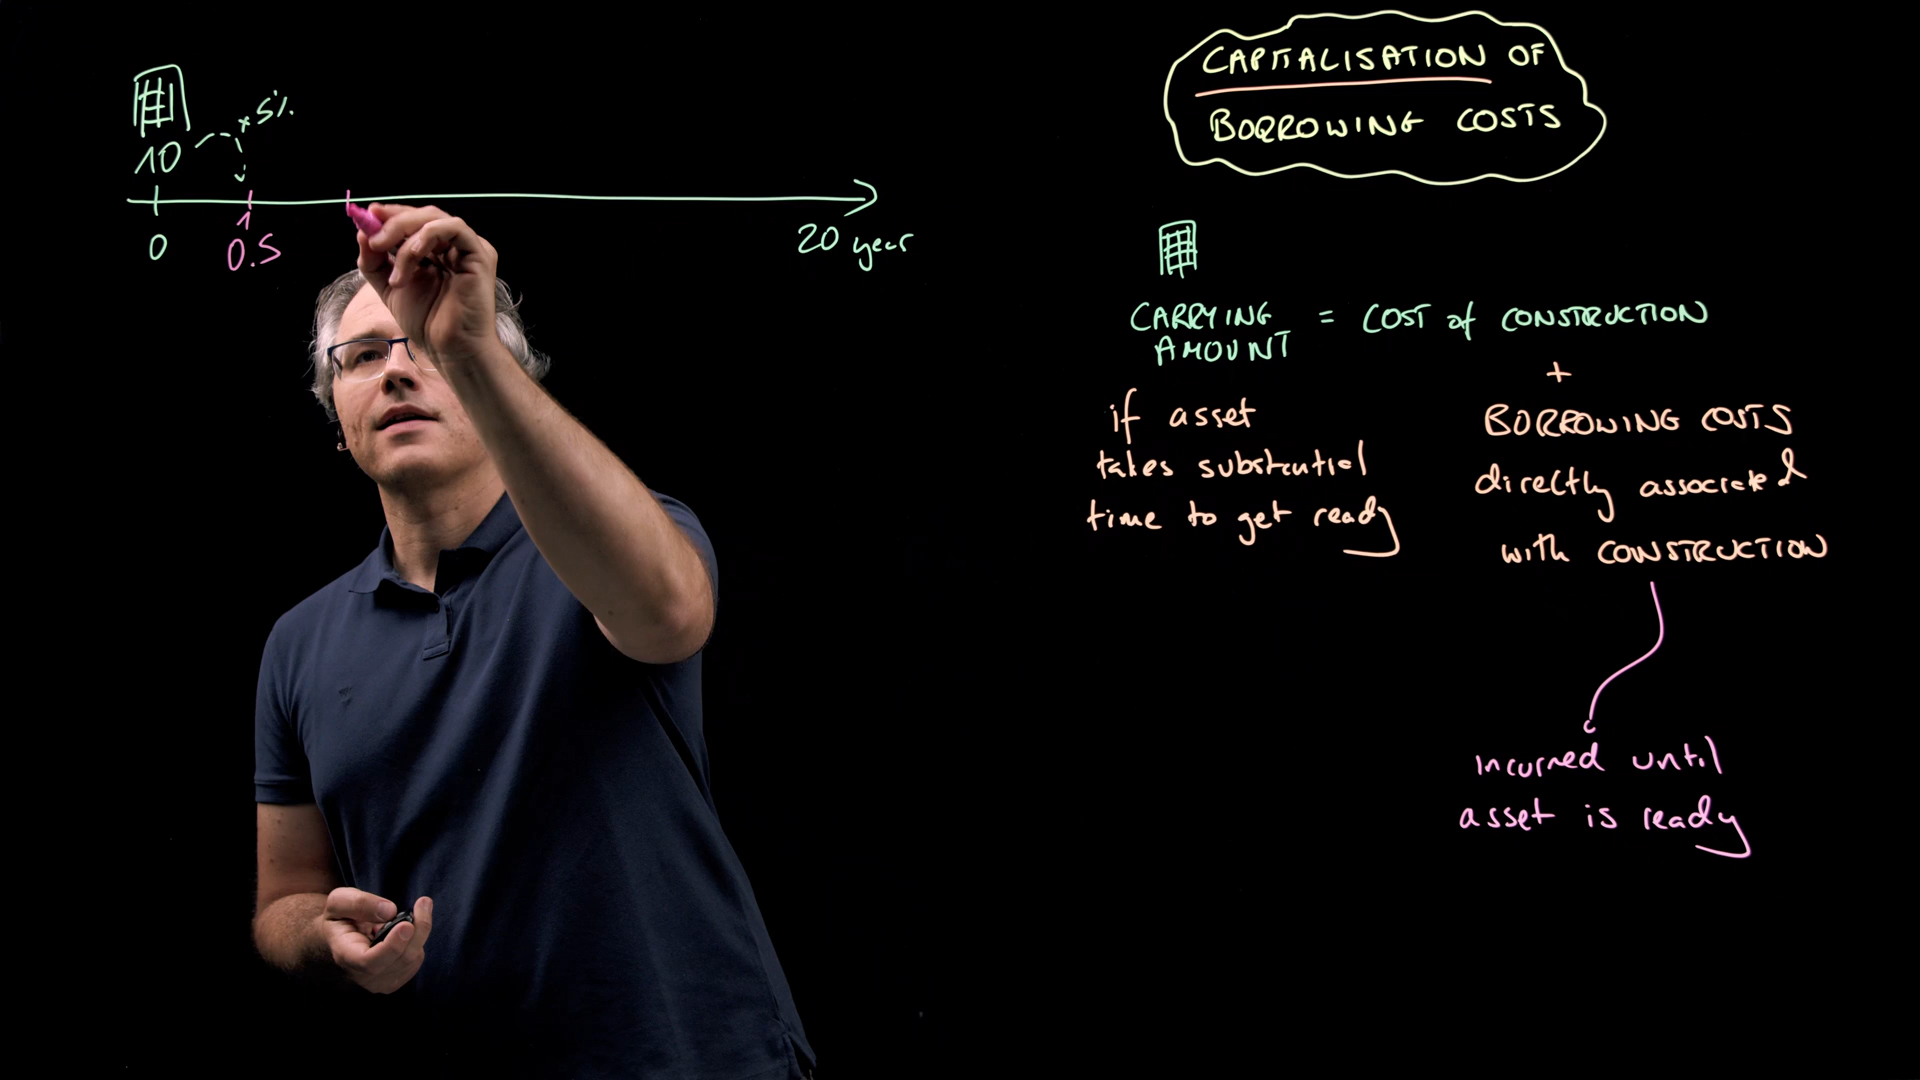 CAPITALISATION OF
BORROWING COSTS
10
× 5%
0
1
0.5
20 year
CARRYING
AMOUNT
= COST of CONSTRUCTION
+
if asset
takes substantial
time to get ready
BORROWING COSTS
directly associated
with CONSTRUCTION
incurred until
asset is ready